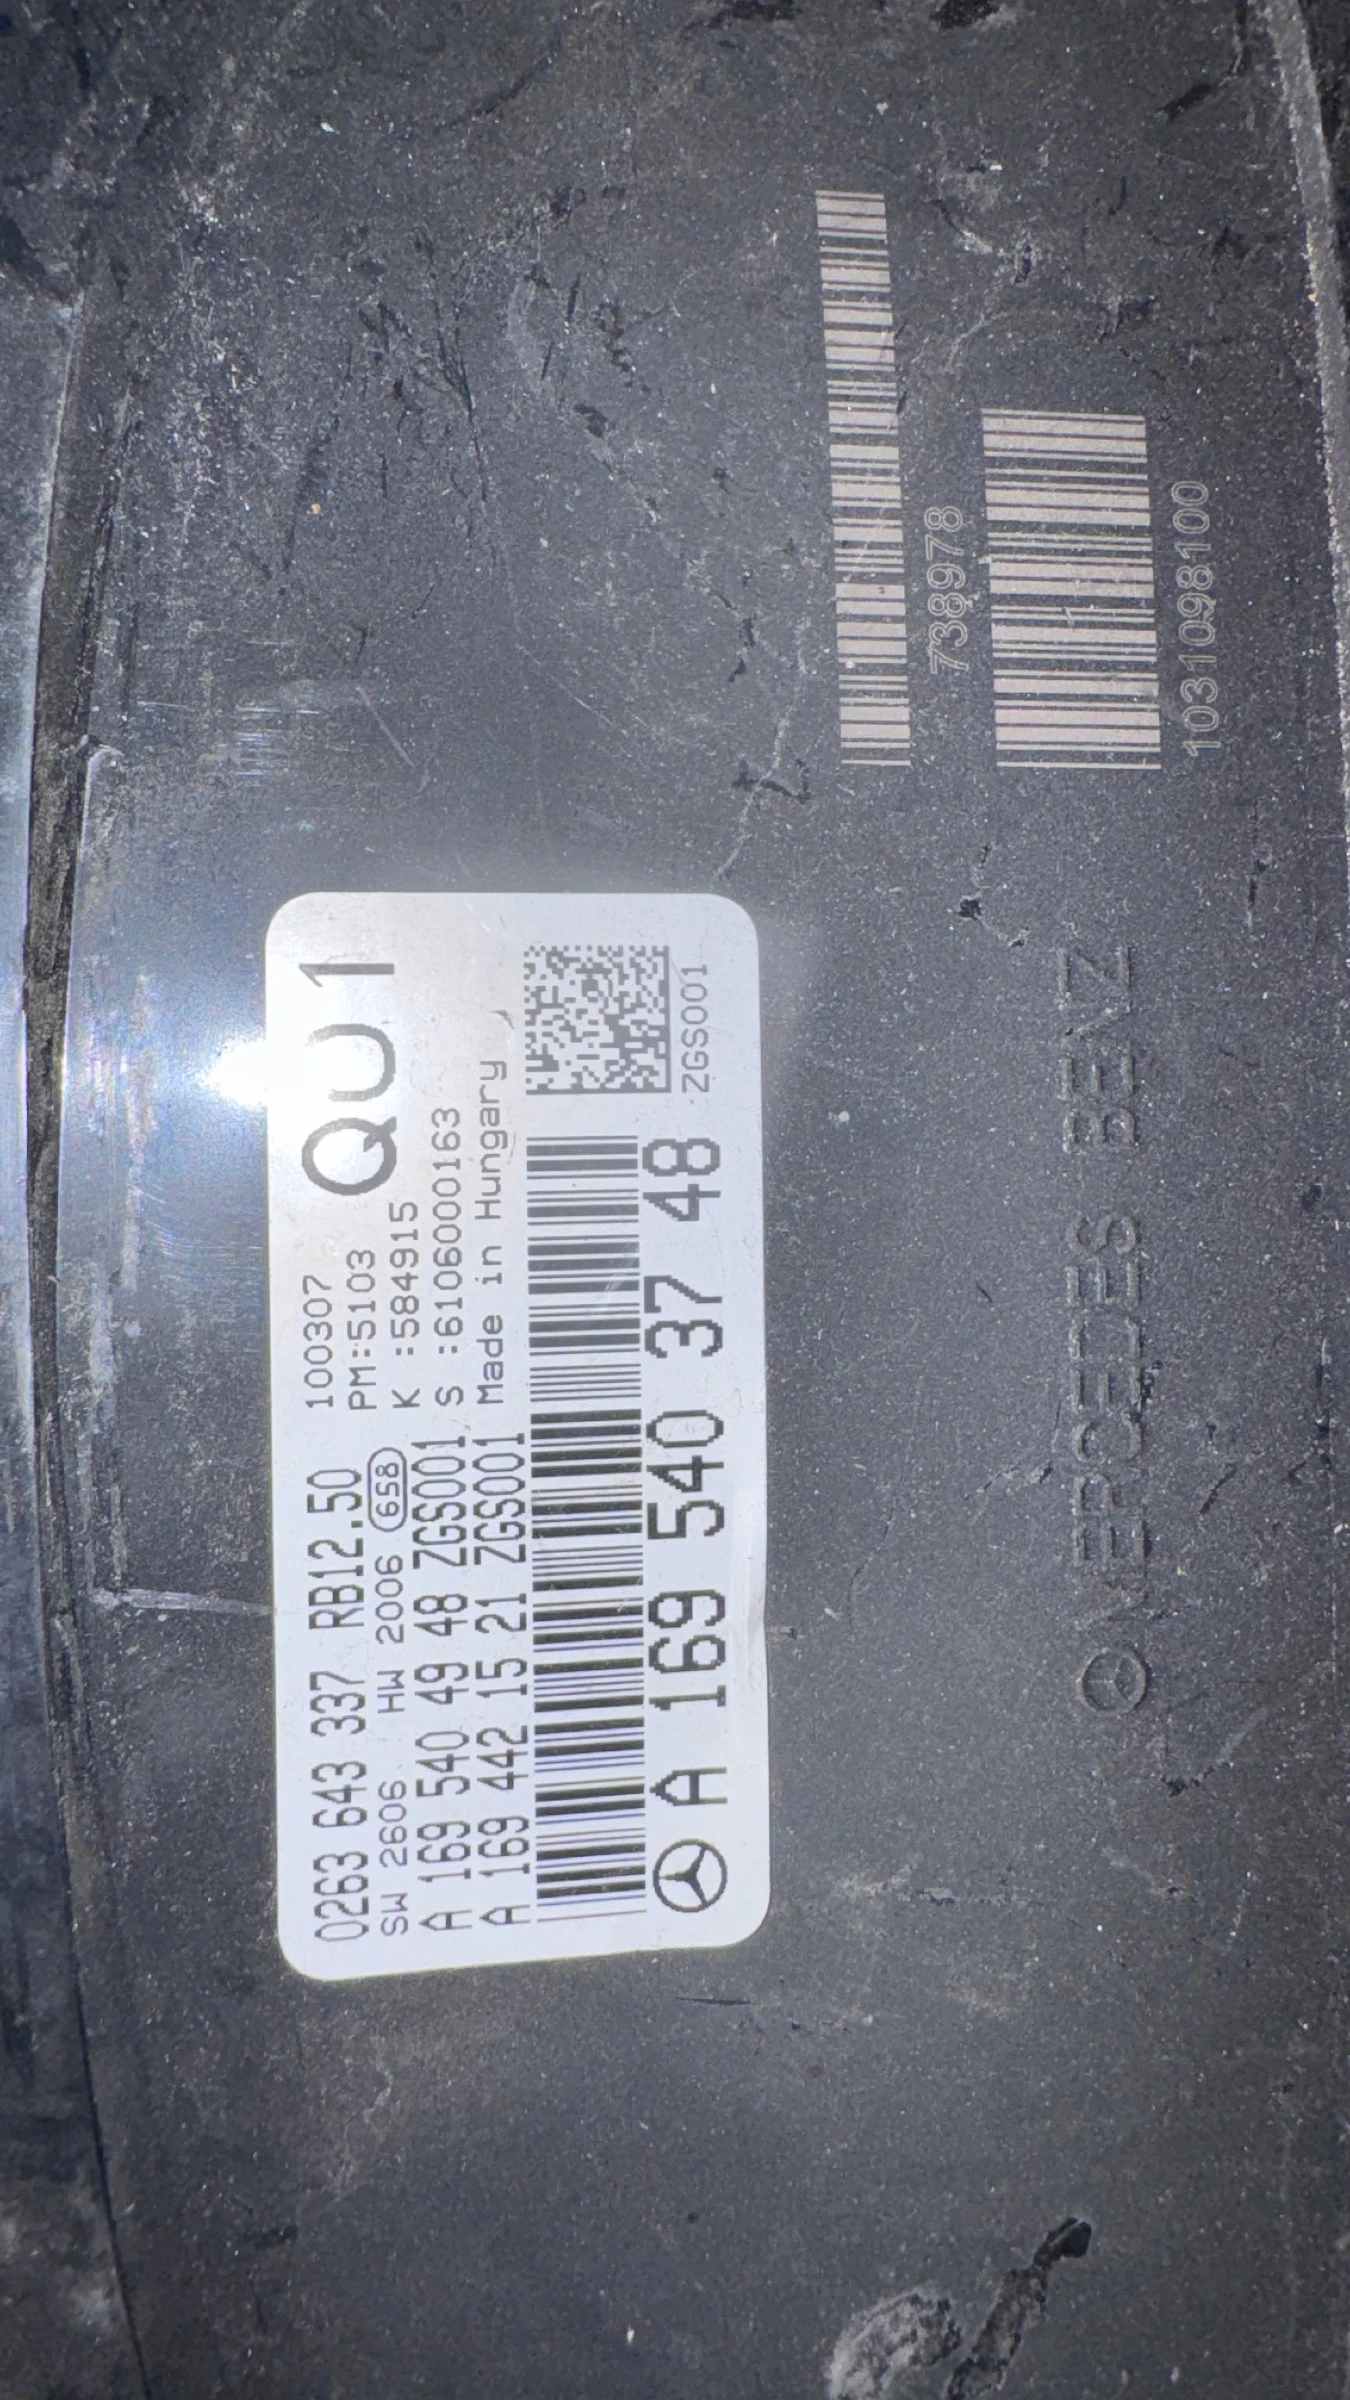 0263 643 337 RB12.50
SW 2606 HW 2006 658
A 169 540 49 48 ZGS001
A 169 442 15 21 ZGS001
100307
PM:5103
K :584915
S :6106000163
Made in Hungary
QU1
ZGS001
A 169 540 37 48
738978
1031098100
MERCEDES BENZ